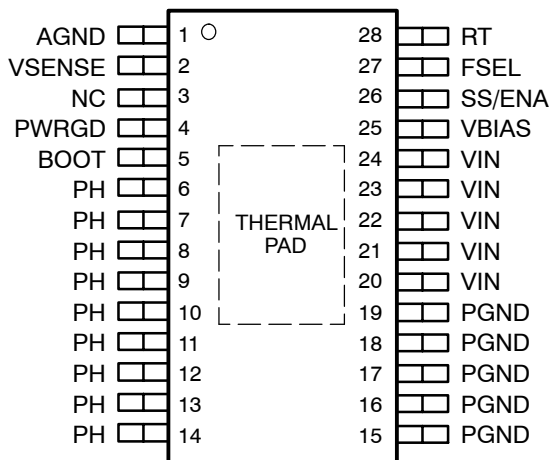 AGND 1 28 RT
VSENSE 2 27 FSEL
NC 3 26 SS/ENA
PWRGD 4 25 VBIAS
BOOT 5 24 VIN
PH 6 23 VIN
PH 7 22 VIN
PH 8 21 VIN
PH 9 20 VIN
PH 10 19 PGND
PH 11 18 PGND
PH 12 17 PGND
PH 13 16 PGND
PH 14 15 PGND
THERMAL
PAD